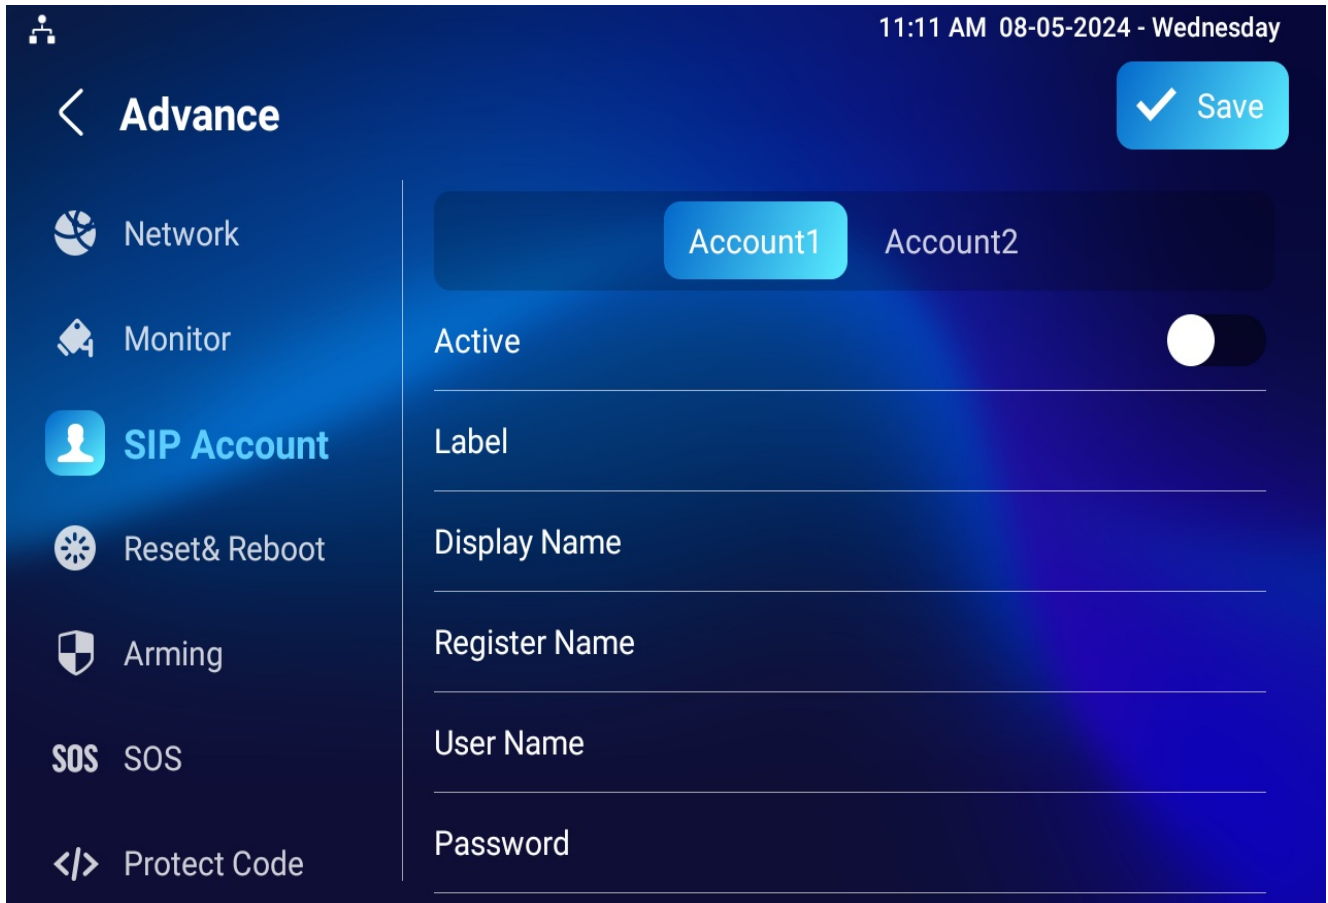 11:11 AM 08-05-2024 - Wednesday
Advance
Save
Network
Monitor
SIP Account
Reset& Reboot
Arming
SOS SOS
</> Protect Code
Account1 Account2
Active
Label
Display Name
Register Name
User Name
Password